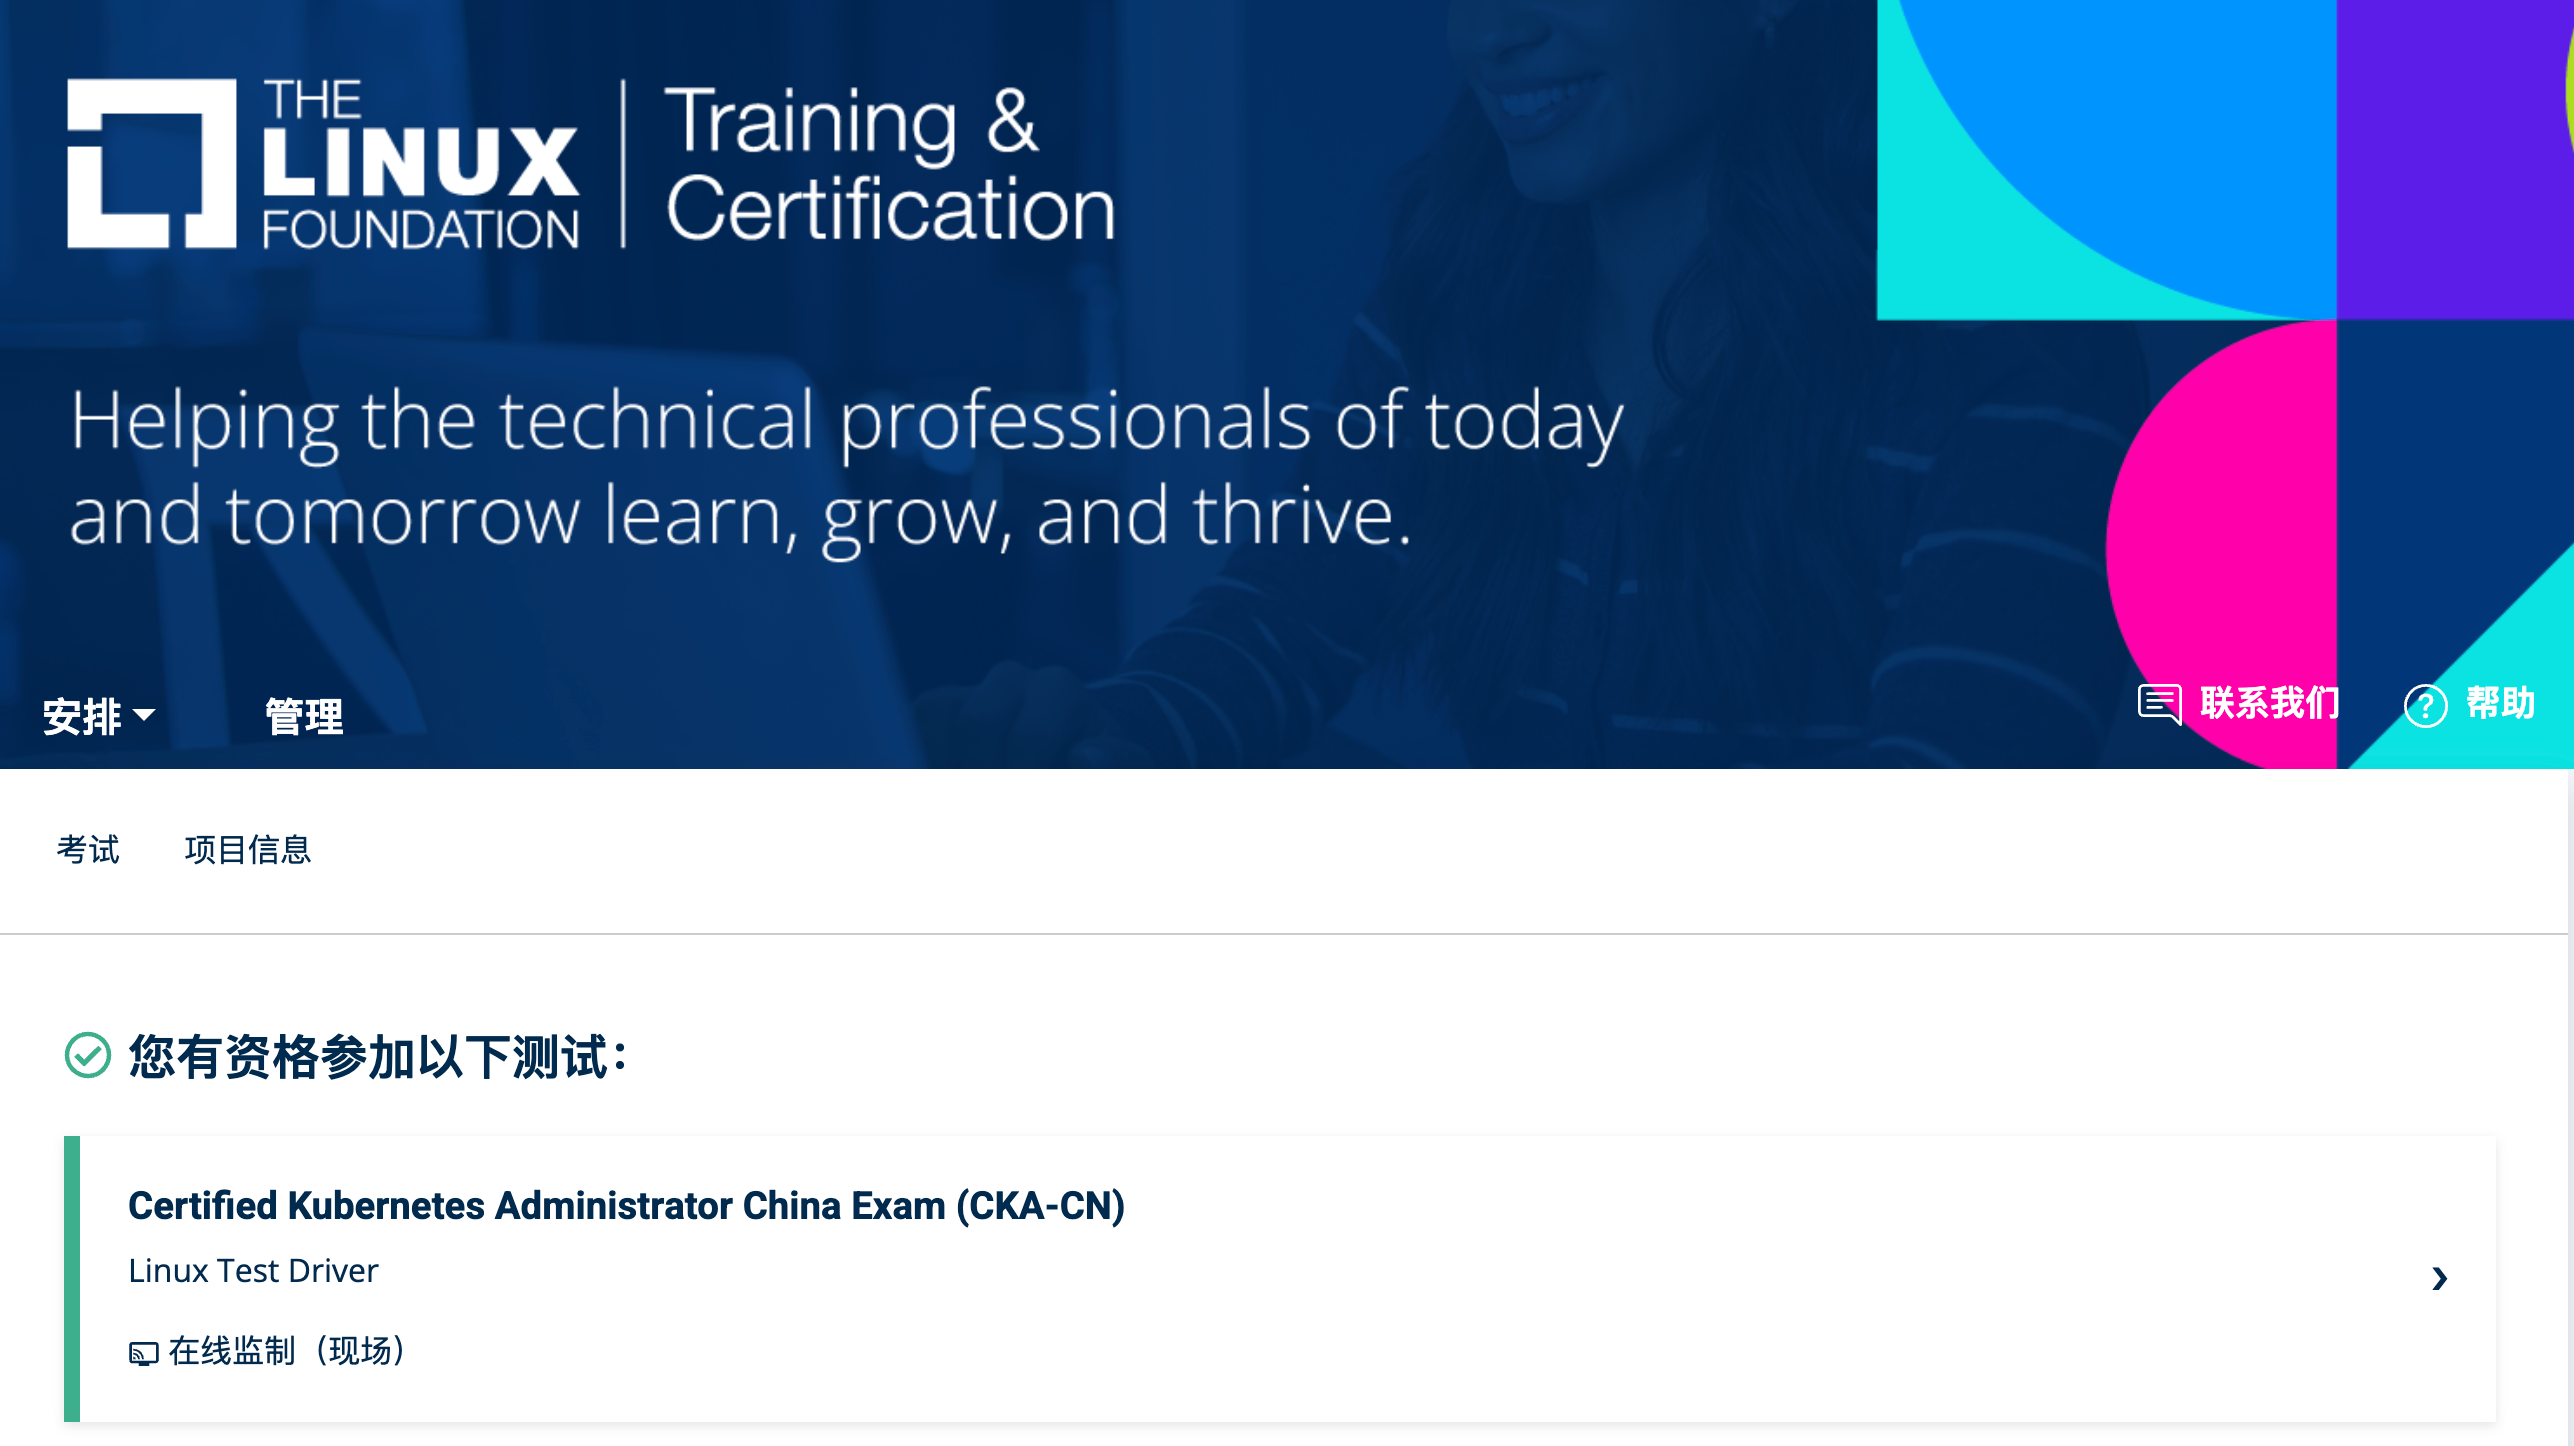 THE
LINUX
FOUNDATION
Training &
Certification
Helping the technical professionals of today
and tomorrow learn, grow, and thrive.
安排
管理
联系我们
帮助
考试
项目信息
您有资格参加以下测试：
Certified Kubernetes Administrator China Exam (CKA-CN)
Linux Test Driver
在线监制（现场）